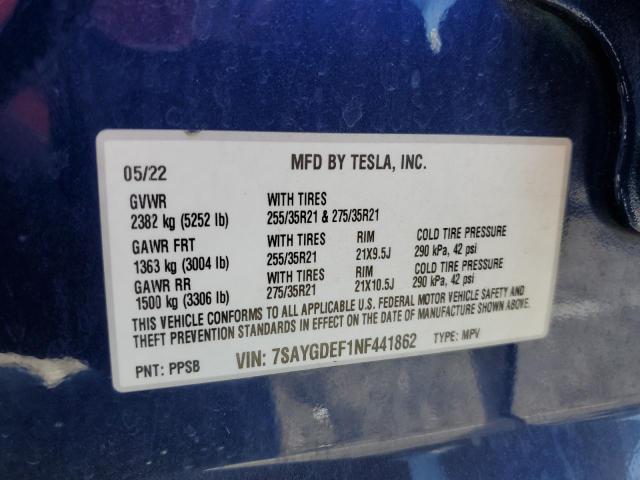 05/22 MFD BY TESLA, INC.
GVWR WITH TIRES
2382 kg (5252 lb) 255/35R21 & 275/35R21
GAWR FRT WITH TIRES RIM COLD TIRE PRESSURE
1363 kg (3004 lb) 255/35R21 21X9.5J 290 kPa, 42 psi
GAWR RR WITH TIRES RIM COLD TIRE PRESSURE
1500 kg (3306 lb) 275/35R21 21X10.5J 290 kPa, 42 psi
THIS VEHICLE CONFORMS TO ALL APPLICABLE U.S. FEDERAL MOTOR VEHICLE SAFETY AND
THEFT PREVENTION STANDARDS IN EFFECT ON THE DATE OF MANUFACTURE SHOWN ABOVE.
PNT: PPSB VIN: 7SAYGDEF1NF441862 TYPE: MPV